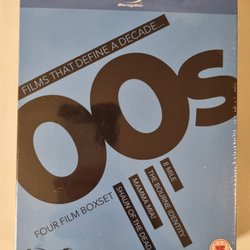 Blu-ray Disc
FILMS THAT DEFINE A DECADE...
00s
FOUR FILM BOXSET
8 MILE
THE BOURNE IDENTITY
MAMMA MIA!
SHAUN OF THE DEAD
15